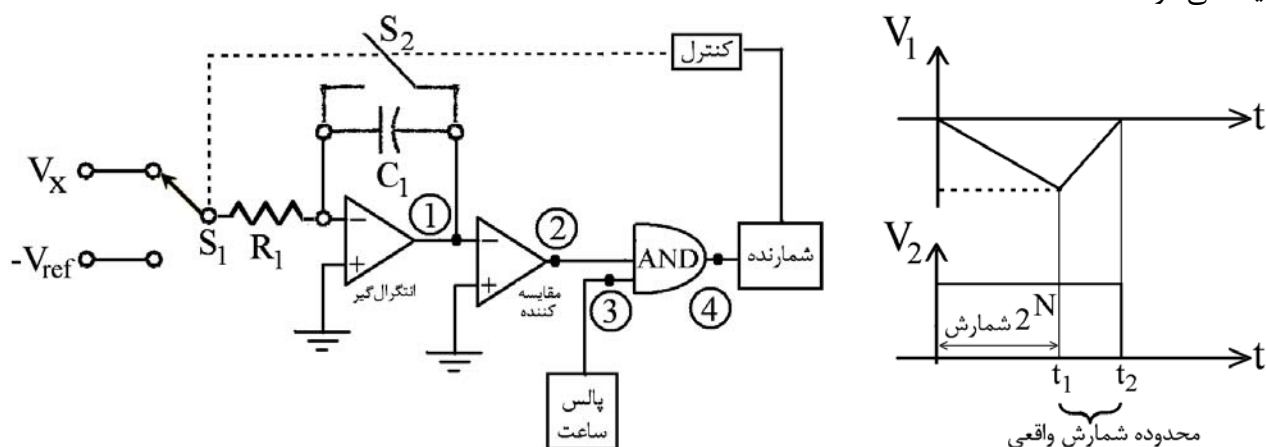 S₂
کنترل
Vₓ
C₁
S₁
R₁
-V_ref
انتگرال‌گیر
①
②
③
④
مقایسه
کننده
AND
شمارنده
پالس
ساعت
V₁
t
V₂
2ᴺ شمارش
t
t₁
t₂
محدوده شمارش واقعی